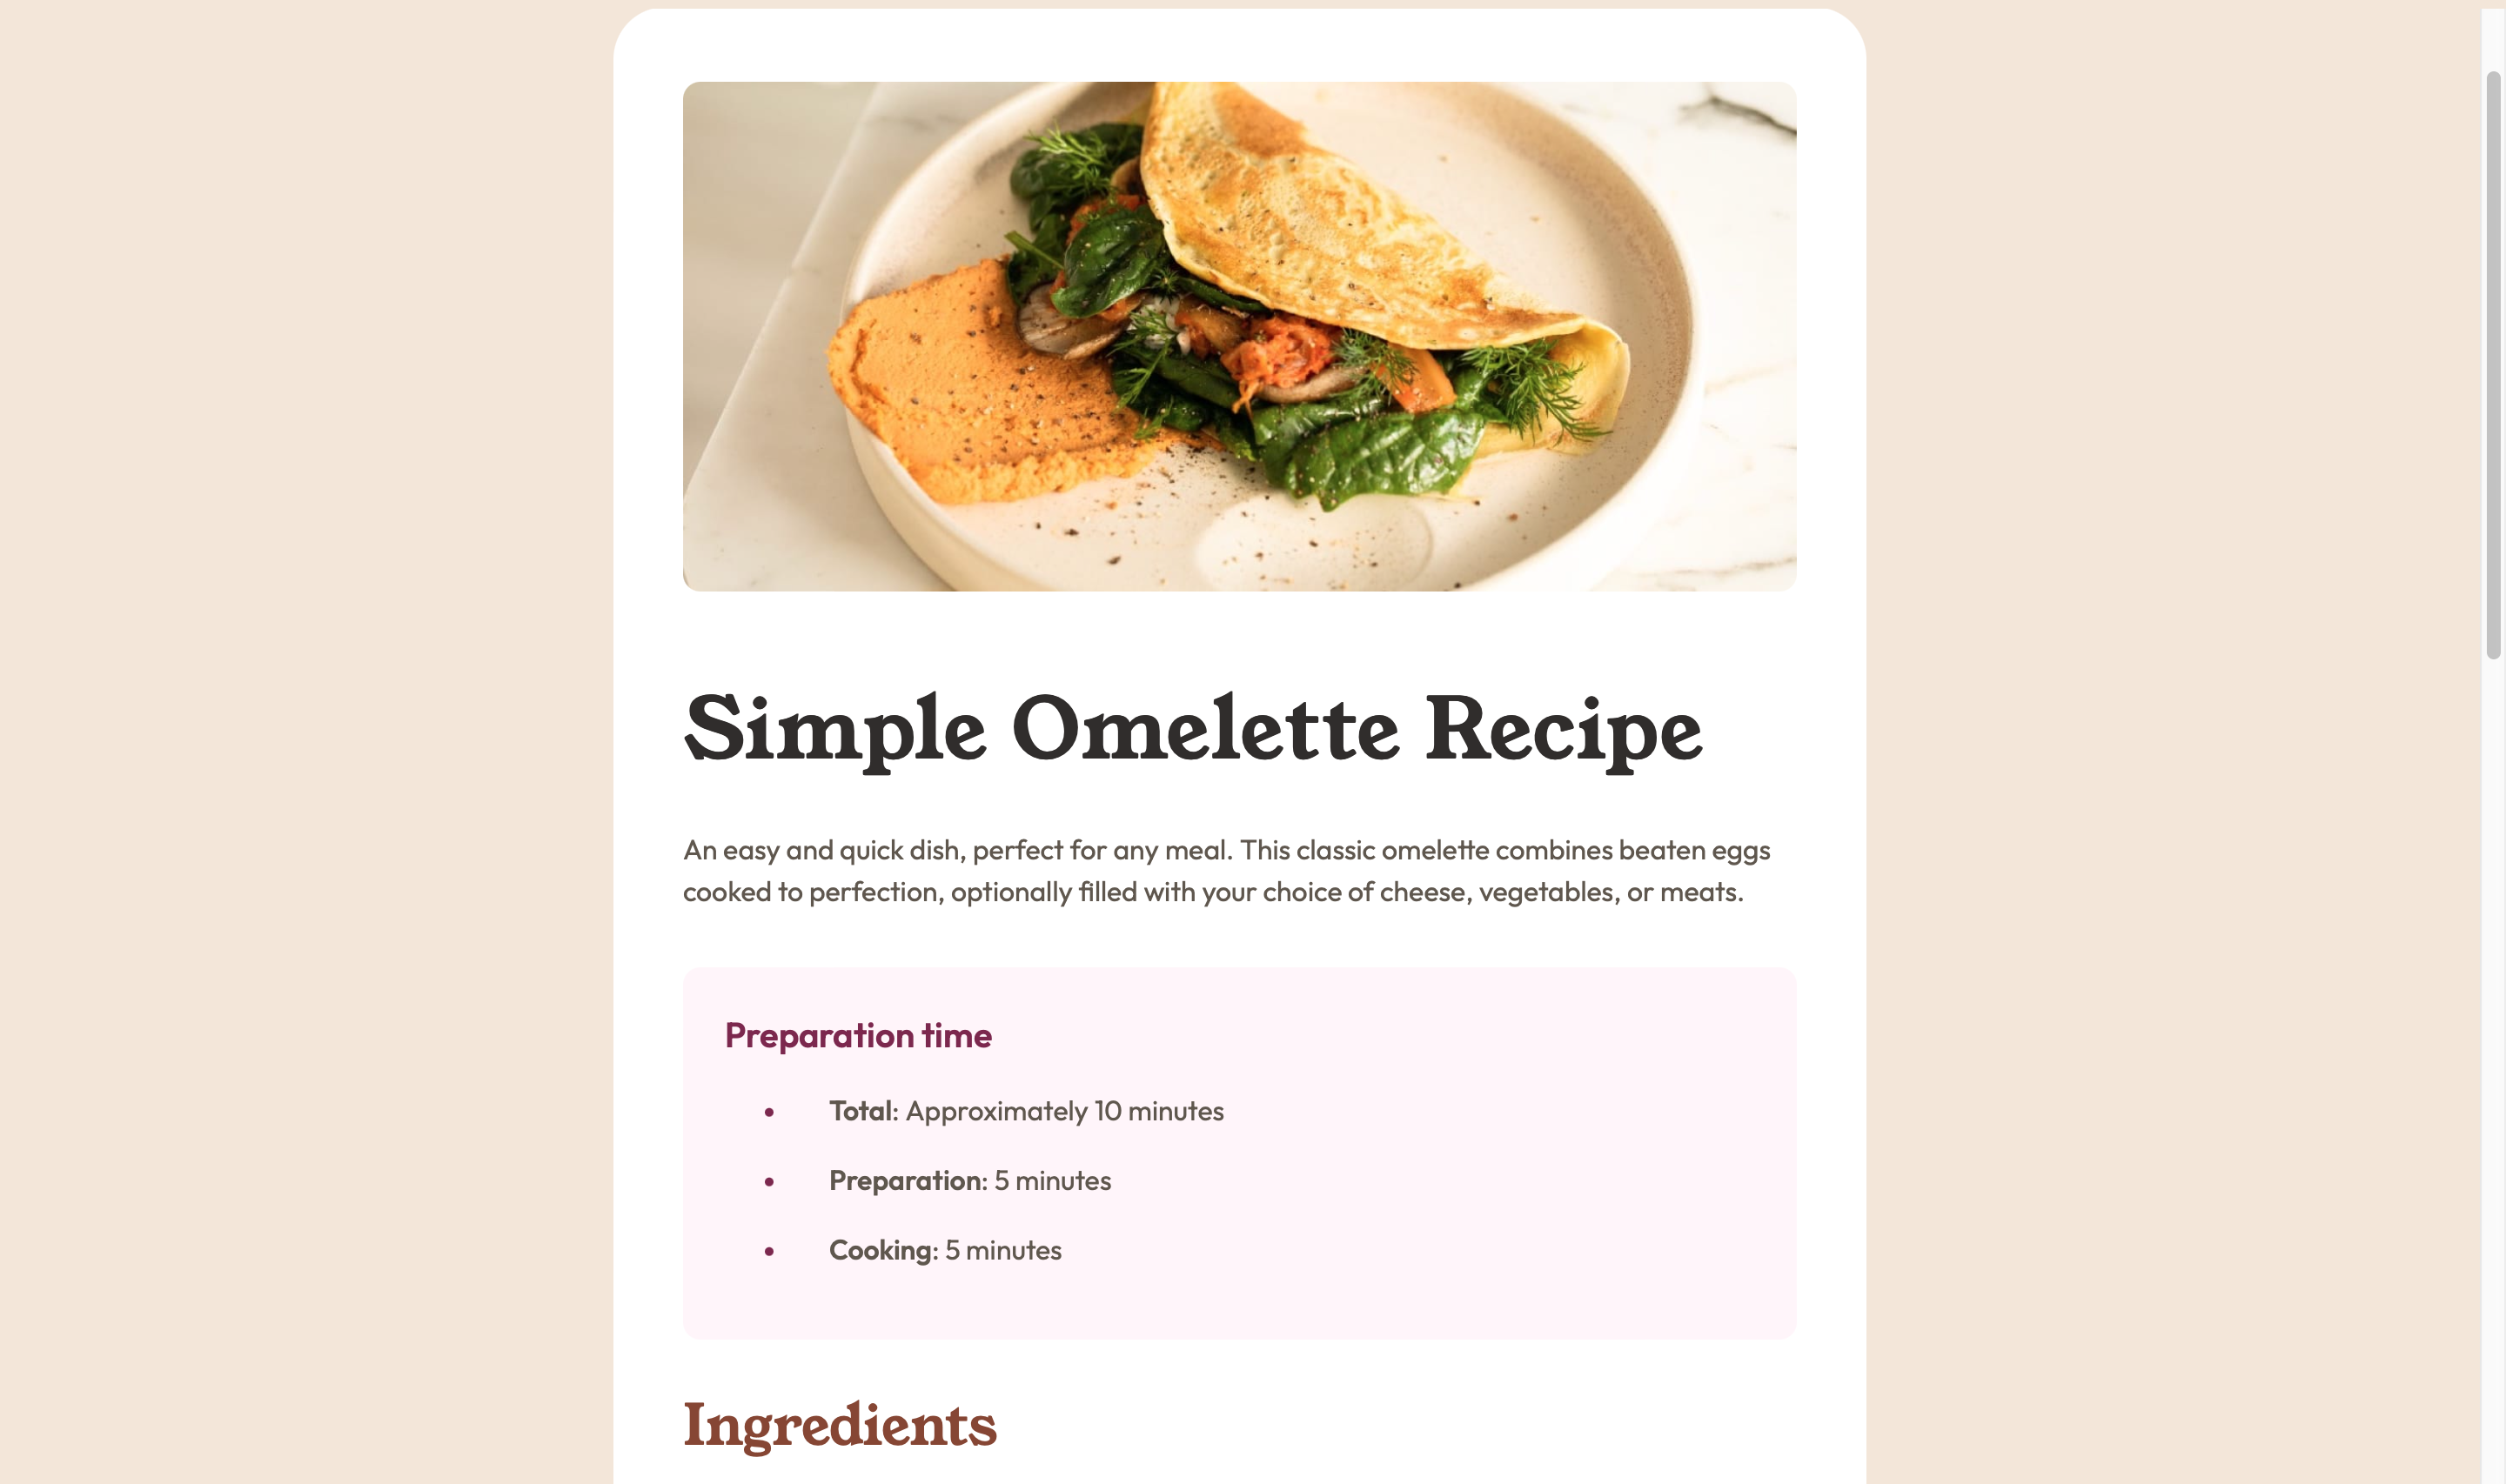 Simple Omelette Recipe
An easy and quick dish, perfect for any meal. This classic omelette combines beaten eggs
cooked to perfection, optionally filled with your choice of cheese, vegetables, or meats.
Preparation time
• Total: Approximately 10 minutes
• Preparation: 5 minutes
• Cooking: 5 minutes
Ingredients